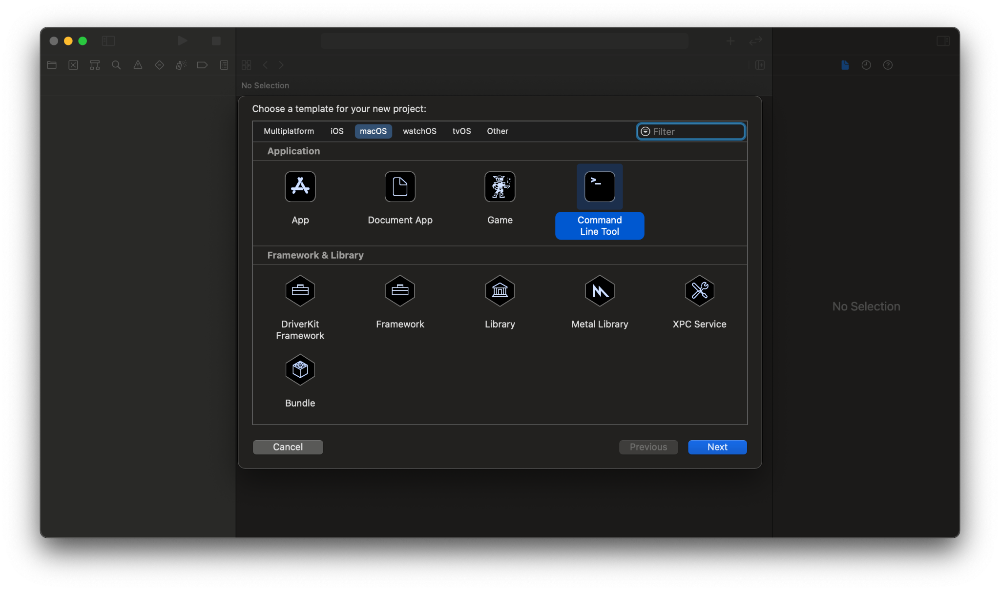 No Selection
Choose a template for your new project:
Multiplatform iOS macOS watchOS tvOS Other Filter
Application
App Document App Game Command
Line Tool
Framework & Library
DriverKit Framework Library Metal Library XPC Service
Framework
Bundle
Cancel Previous Next
No Selection